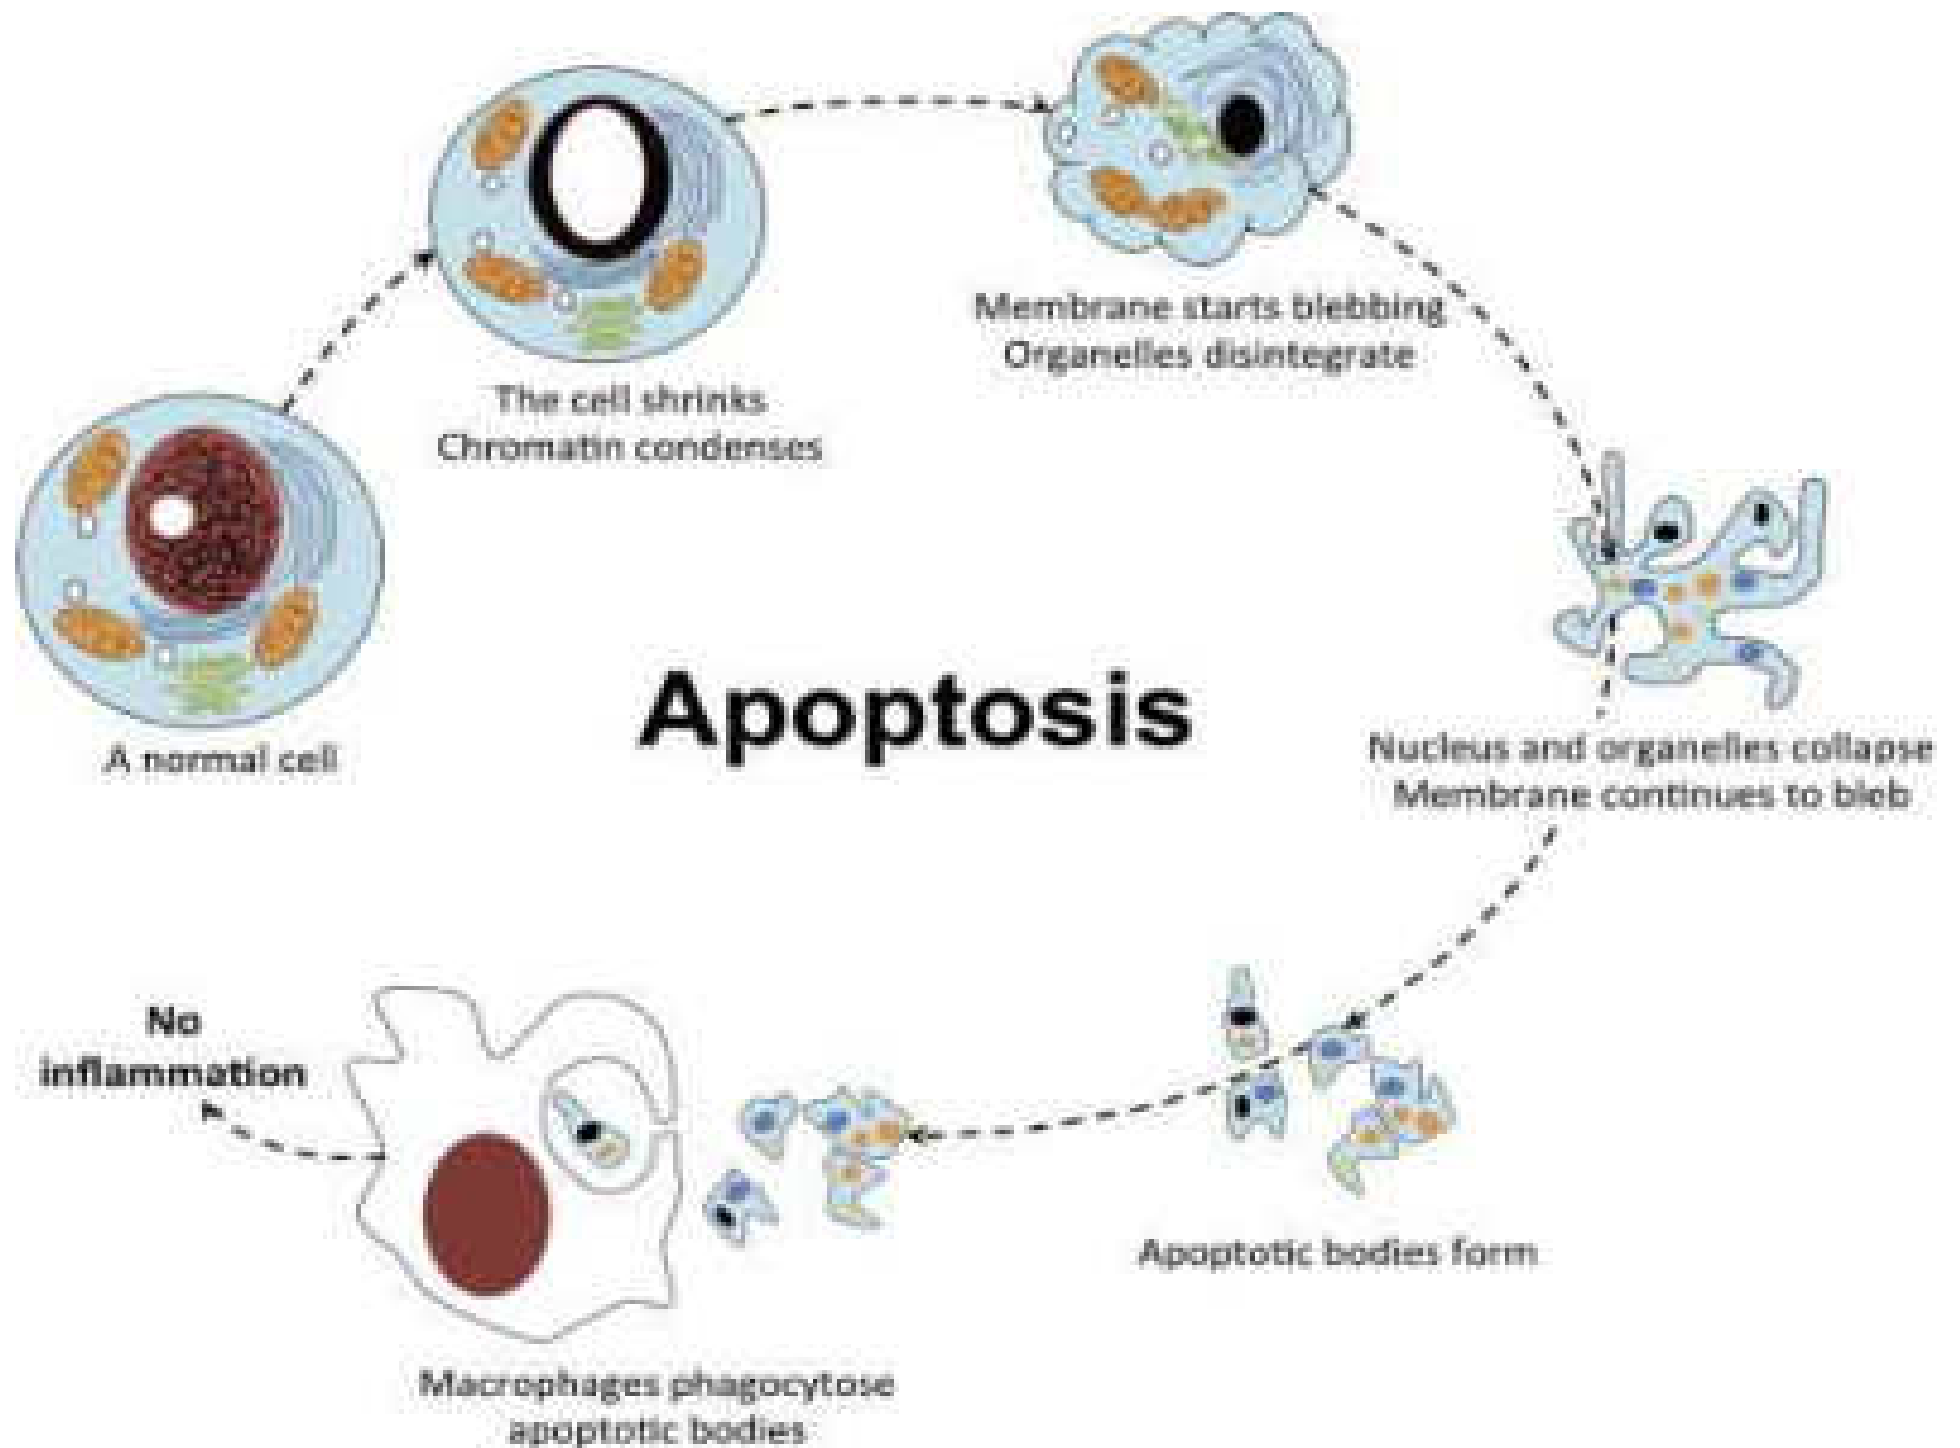 A normal cell
The cell shrinks
Chromatin condenses
Membrane starts blebbing
Organelles disintegrate
Nucleus and organelles collapse
Membrane continues to bleb
Apoptosis
Apoptotic bodies form
Macrophages phagocytose
apoptotic bodies
No
inflammation